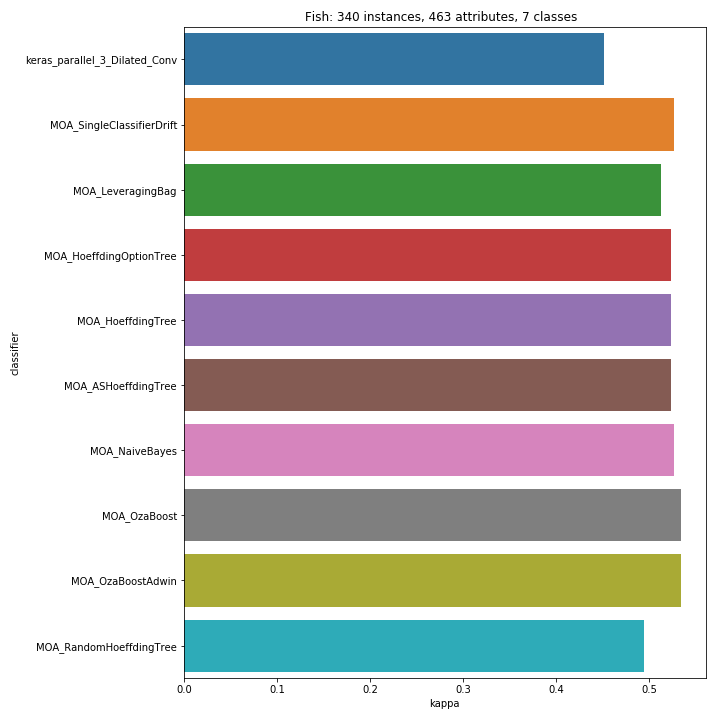 Fish: 340 instances, 463 attributes, 7 classes
keras_parallel_3_Dilated_Conv
MOA_SingleClassifierDrift
MOA_LeveragingBag
MOA_HoeffdingOptionTree
MOA_HoeffdingTree
MOA_ASHoeffdingTree
MOA_NaiveBayes
MOA_OzaBoost
MOA_OzaBoostAdwin
MOA_RandomHoeffdingTree
classifier
0.0 0.1 0.2 0.3 0.4 0.5
kappa